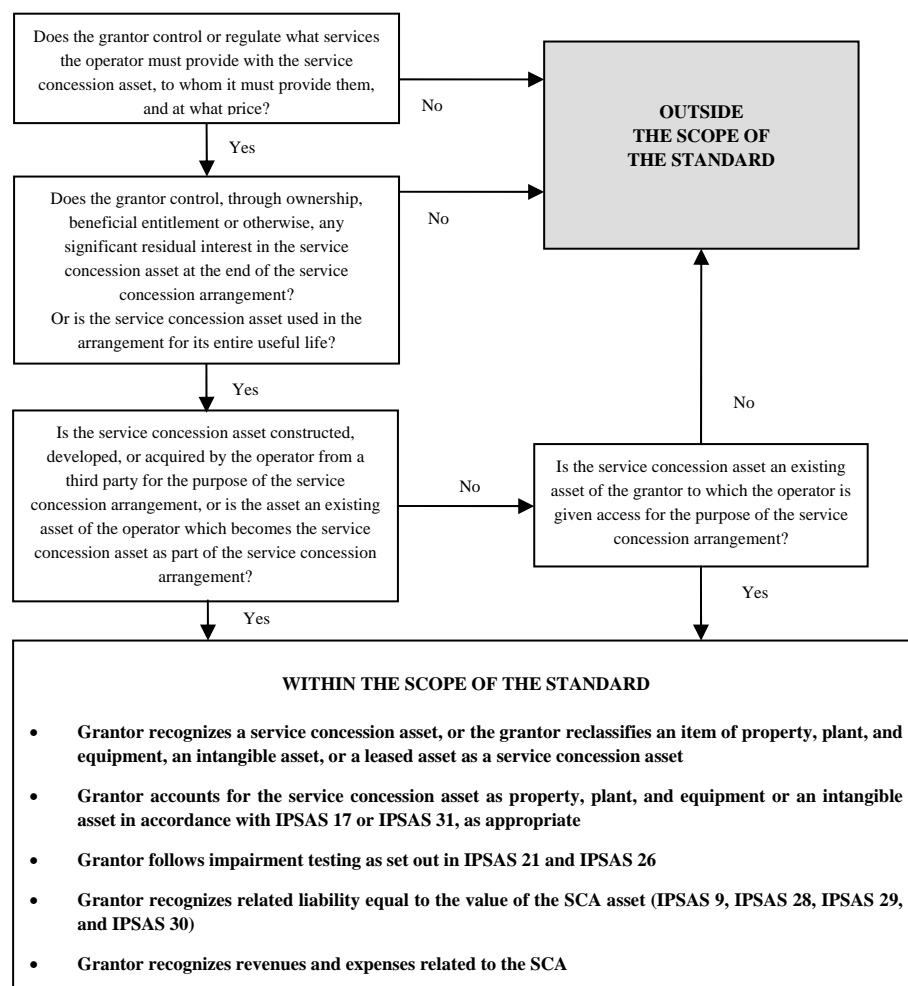 Does the grantor control or regulate what services
the operator must provide with the service
concession asset, to whom it must provide them,
and at what price?
No
OUTSIDE
THE SCOPE OF
THE STANDARD
Yes
Does the grantor control, through ownership,
beneficial entitlement or otherwise, any
significant residual interest in the service
concession asset at the end of the service
concession arrangement?
Or is the service concession asset used in the
arrangement for its entire useful life?
No
Yes
No
Is the service concession asset constructed,
developed, or acquired by the operator from a
third party for the purpose of the service
concession arrangement, or is the asset an existing
asset of the operator which becomes the service
concession asset as part of the service concession
arrangement?
No
Is the service concession asset an existing
asset of the grantor to which the operator is
given access for the purpose of the service
concession arrangement?
Yes
Yes
WITHIN THE SCOPE OF THE STANDARD
• Grantor recognizes a service concession asset, or the grantor reclassifies an item of property, plant, and
equipment, an intangible asset, or a leased asset as a service concession asset
• Grantor accounts for the service concession asset as property, plant, and equipment or an intangible
asset in accordance with IPSAS 17 or IPSAS 31, as appropriate
• Grantor follows impairment testing as set out in IPSAS 21 and IPSAS 26
• Grantor recognizes related liability equal to the value of the SCA asset (IPSAS 9, IPSAS 28, IPSAS 29,
and IPSAS 30)
• Grantor recognizes revenues and expenses related to the SCA